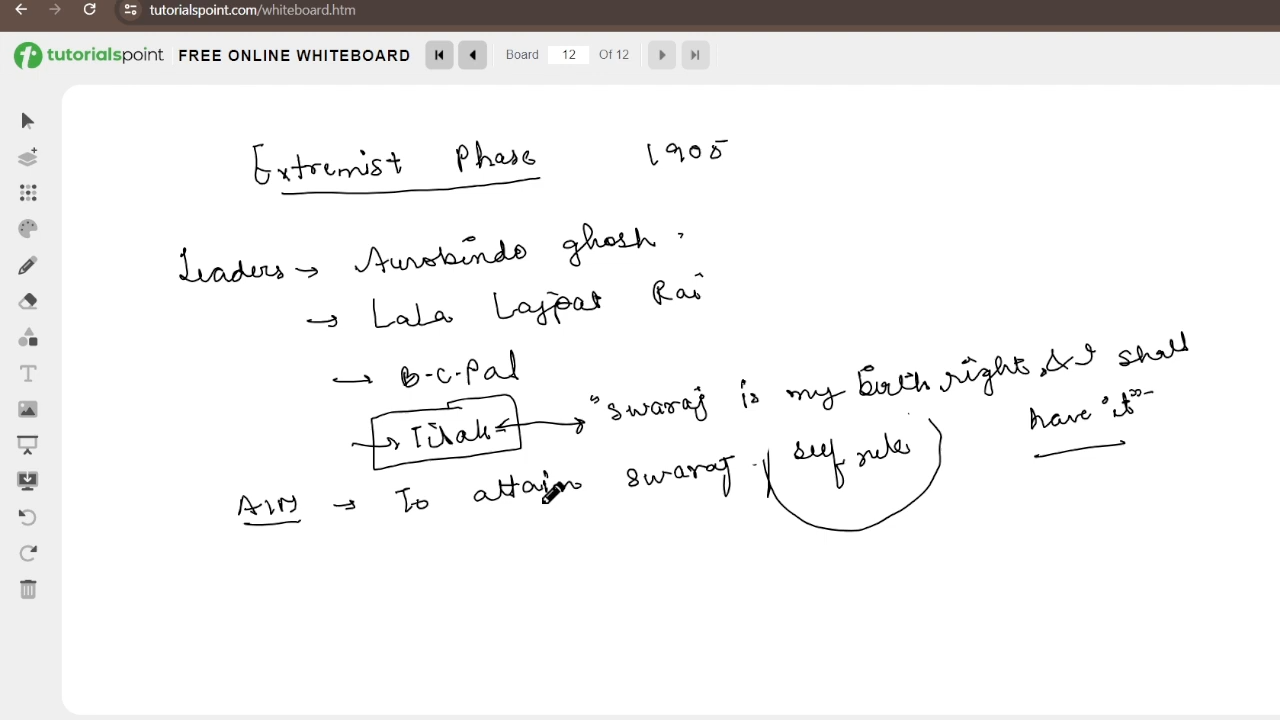 tutorialspoint.com/whiteboard.htm
tutorialspoint FREE ONLINE WHITEBOARD Board 12 Of 12
Extremist Phase 1905
Leaders → Aurobindo ghosh.
→ Lala Lajpat Rai
→ B-C-Pal
→ Tilak ↔ "swaraj is my birth right, & I shall have it"
AIM → To attain swaraj. (self rule)